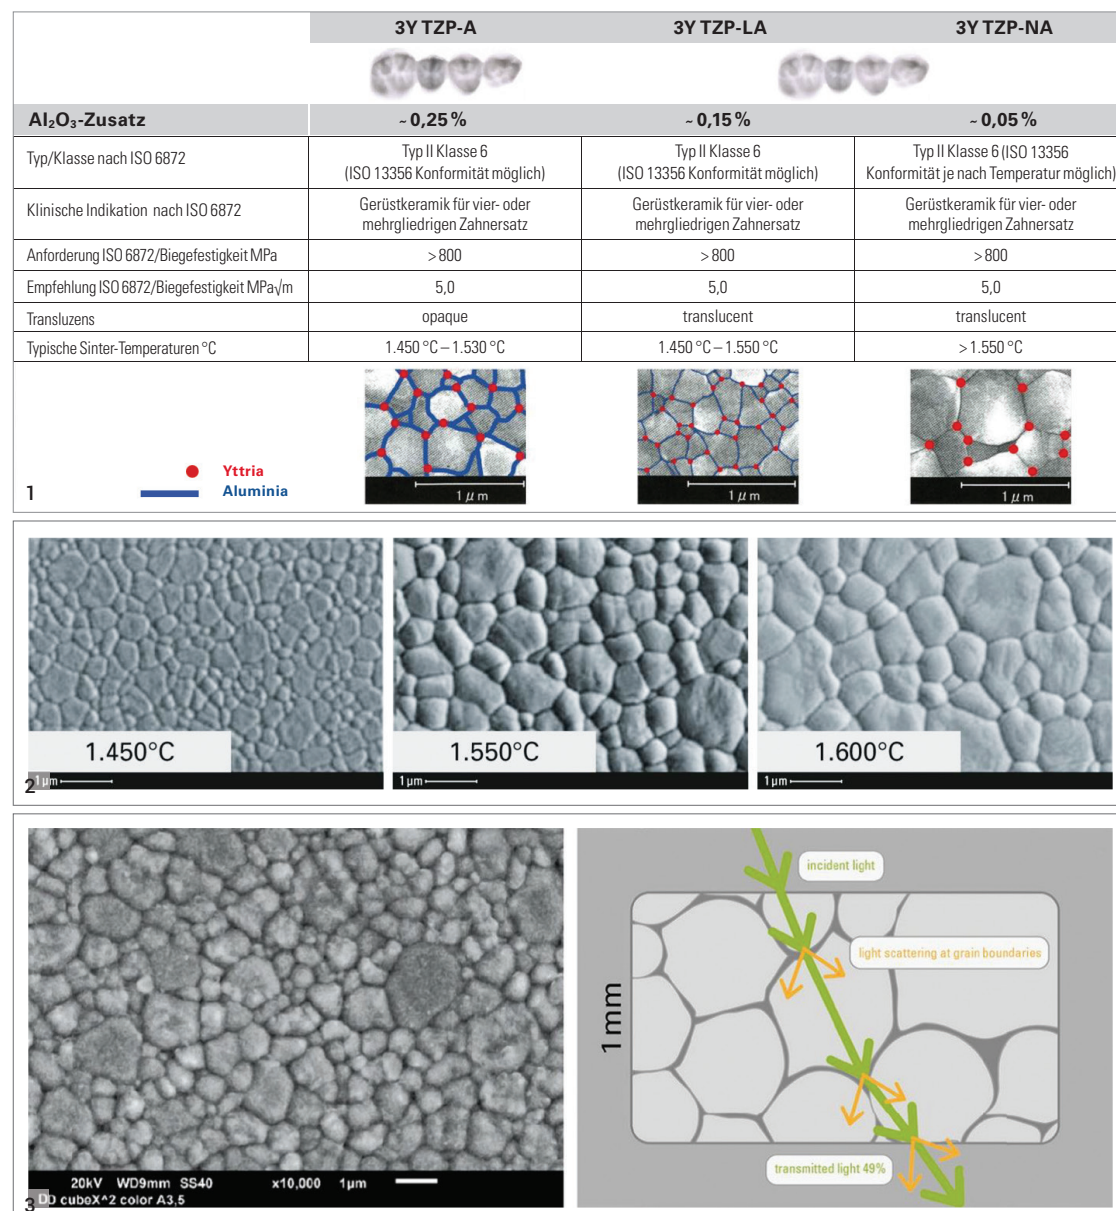 3Y TZP-A 3Y TZP-LA 3Y TZP-NA
Al₂O₃-Zusatz ~ 0,25 % ~ 0,15 % ~ 0,05 %
Typ/Klasse nach ISO 6872
Typ II Klasse 6
(ISO 13356 Konformität möglich)
Typ II Klasse 6
(ISO 13356 Konformität möglich)
Typ II Klasse 6 (ISO 13356
Konformität je nach Temperatur möglich)
Klinische Indikation nach ISO 6872
Gerüstkeramik für vier- oder
mehrgliedrigen Zahnersatz
Gerüstkeramik für vier- oder
mehrgliedrigen Zahnersatz
Gerüstkeramik für vier- oder
mehrgliedrigen Zahnersatz
Anforderung ISO 6872/Biegefestigkeit MPa > 800 > 800 > 800
Empfehlung ISO 6872/Biegefestigkeit MPa√m 5,0 5,0 5,0
Transluzens opaque translucent translucent
Typische Sinter-Temperaturen °C 1.450 °C – 1.530 °C 1.450 °C – 1.550 °C > 1.550 °C
Yttria
Aluminia
1 μm 1 μm 1 μm
1
1.450°C 1.550°C 1.600°C
1 μm 1 μm 1 μm
2
incident light
light scattering at grain boundaries
1 mm
transmitted light 49%
20kV WD9mm SS40 x10,000 1μm
DD cubeX^2 color A3,5
3